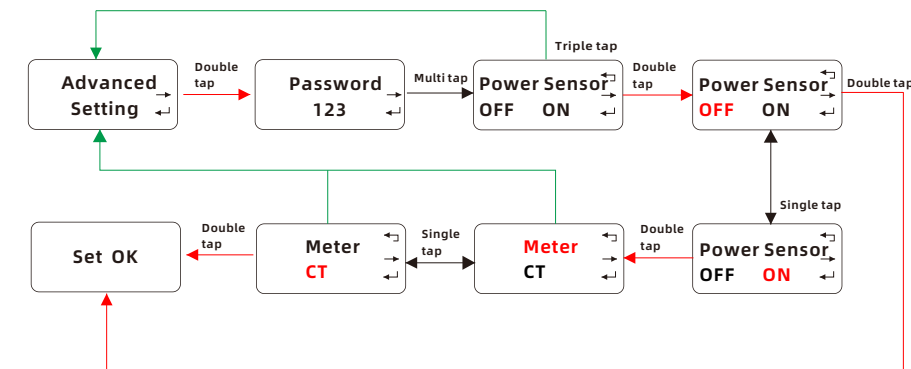 Triple tap
Advanced
Setting
Double
tap
Password
123
Multi tap
Power Sensor
OFF ON
Double
tap
Power Sensor
OFF ON
Double tap
Single tap
Set OK
Double
tap
Meter
CT
Single
tap
Meter
CT
Double
tap
Power Sensor
OFF ON